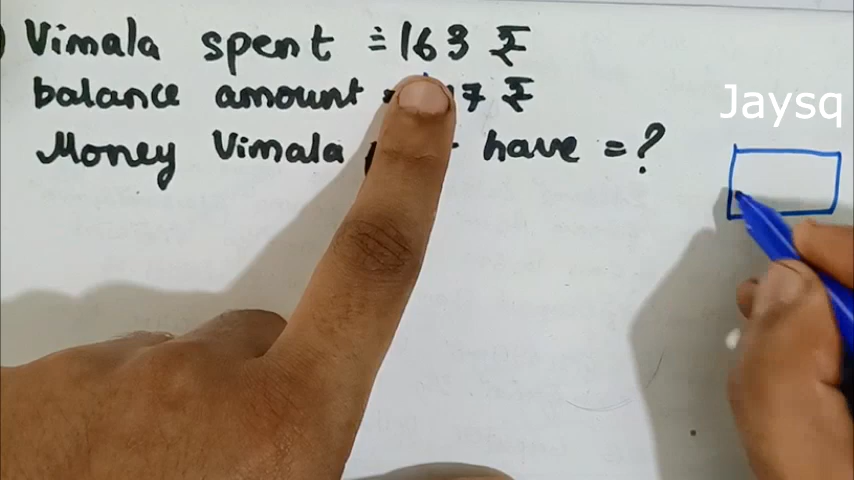 Vimala spent = 163 ₹
balance amount 7 ₹
Money Vimala have = ?
Jaysq